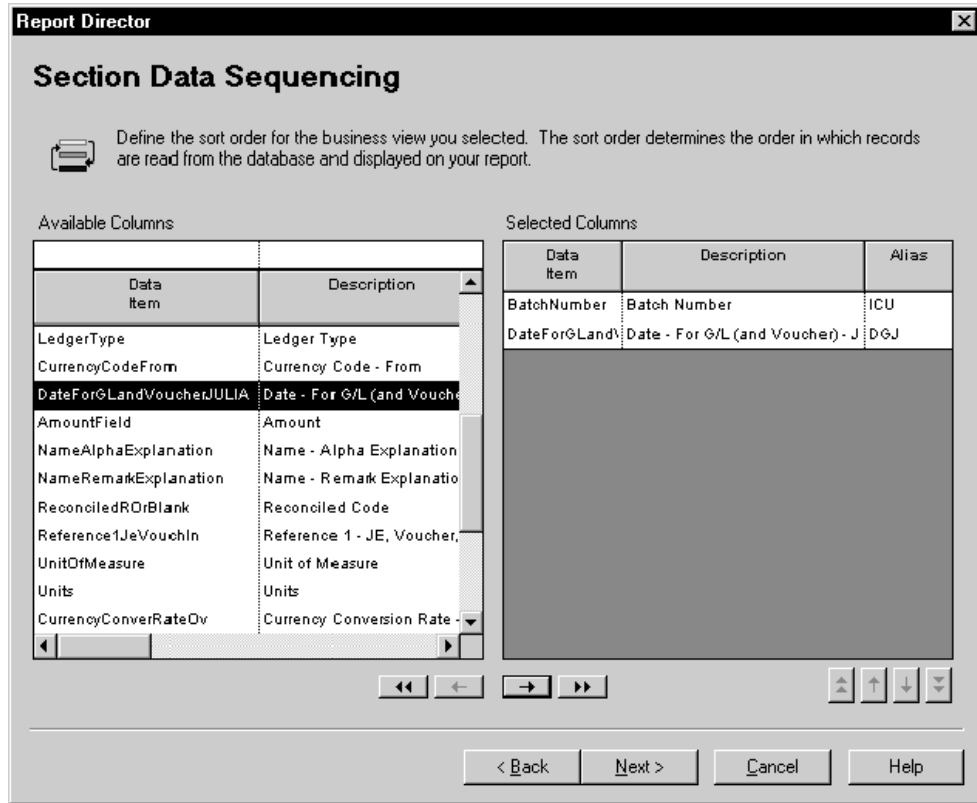 Report Director
Section Data Sequencing
Define the sort order for the business view you selected. The sort order determines the order in which records
are read from the database and displayed on your report.
Available Columns
Data Item Description
LedgerType Ledger Type
CurrencyCodeFrom Currency Code - From
DateForGLandVoucherJULIA Date - For G/L (and Vouche
AmountField Amount
NameAlphaExplanation Name - Alpha Explanation
NameRemarkExplanation Name - Remark Explanatio
ReconciledROrBlank Reconciled Code
Reference1JeVouchIn Reference 1 - JE, Voucher,
UnitOfMeasure Unit of Measure
Units Units
CurrencyConverRateOv Currency Conversion Rate -
Selected Columns
Data Item Description Alias
BatchNumber Batch Number ICU
DateForGLandV Date - For G/L (and Voucher) - J DGJ
< Back Next > Cancel Help